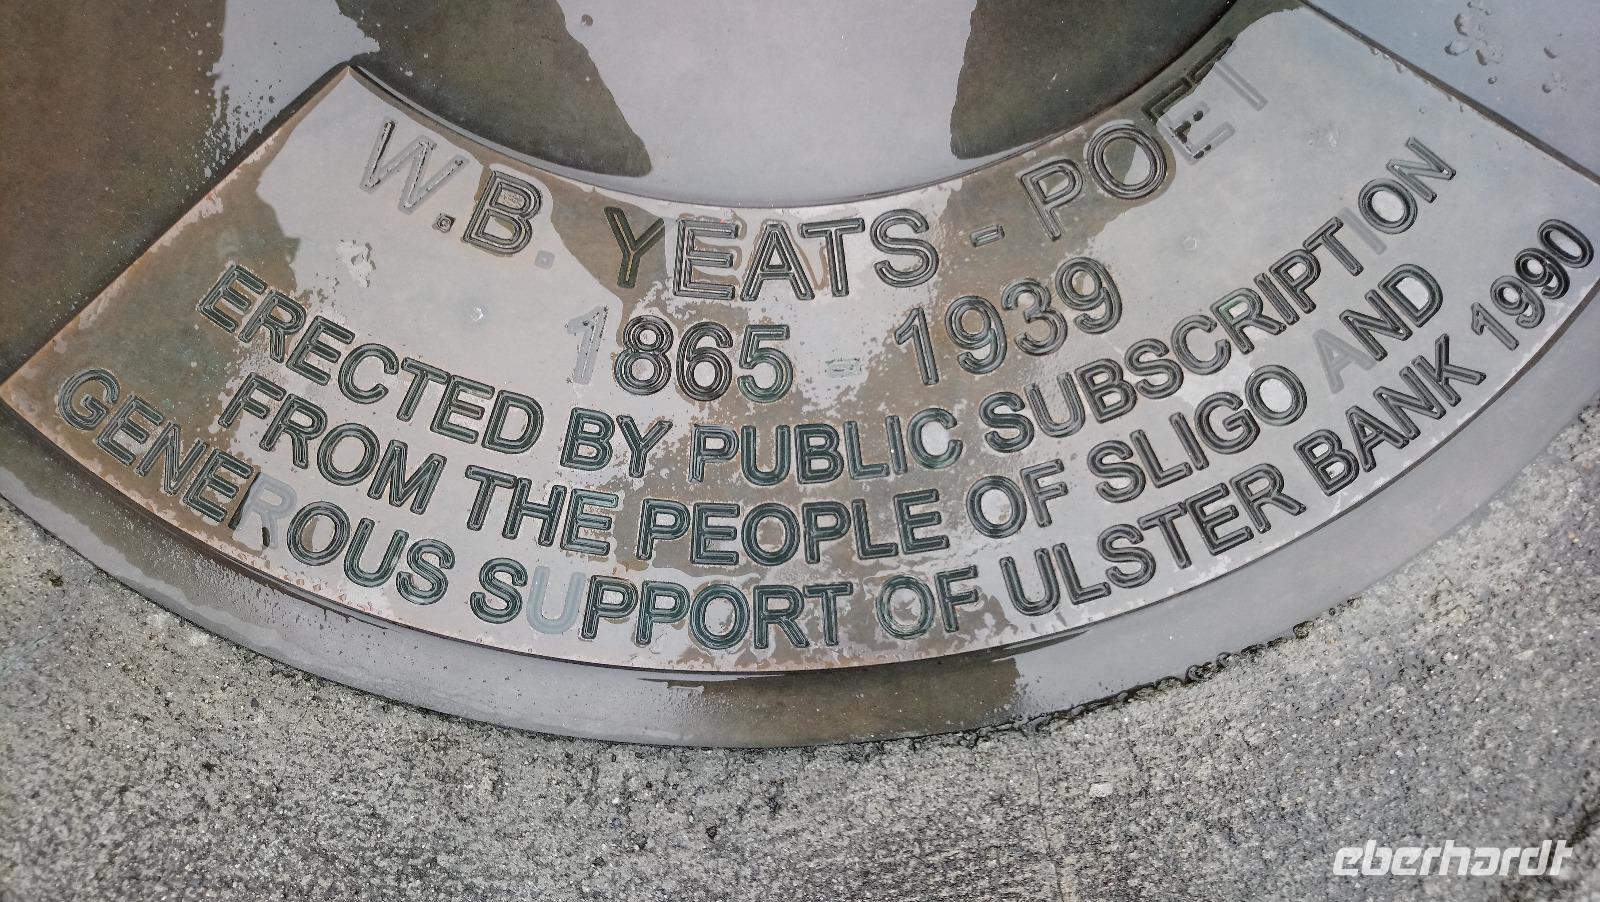 W.B. YEATS - POET
1865 - 1939
ERECTED BY PUBLIC SUBSCRIPTION
FROM THE PEOPLE OF SLIGO AND
GENEROUS SUPPORT OF ULSTER BANK 1990
eberhardt